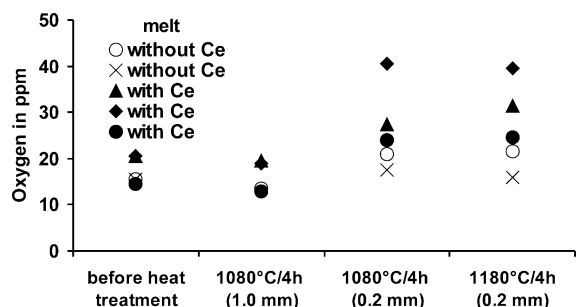 50
40
30
20
10
0
Oxygen in ppm
melt
without Ce
without Ce
with Ce
with Ce
with Ce
before heat
treatment
1080°C/4h
(1.0 mm)
1080°C/4h
(0.2 mm)
1180°C/4h
(0.2 mm)